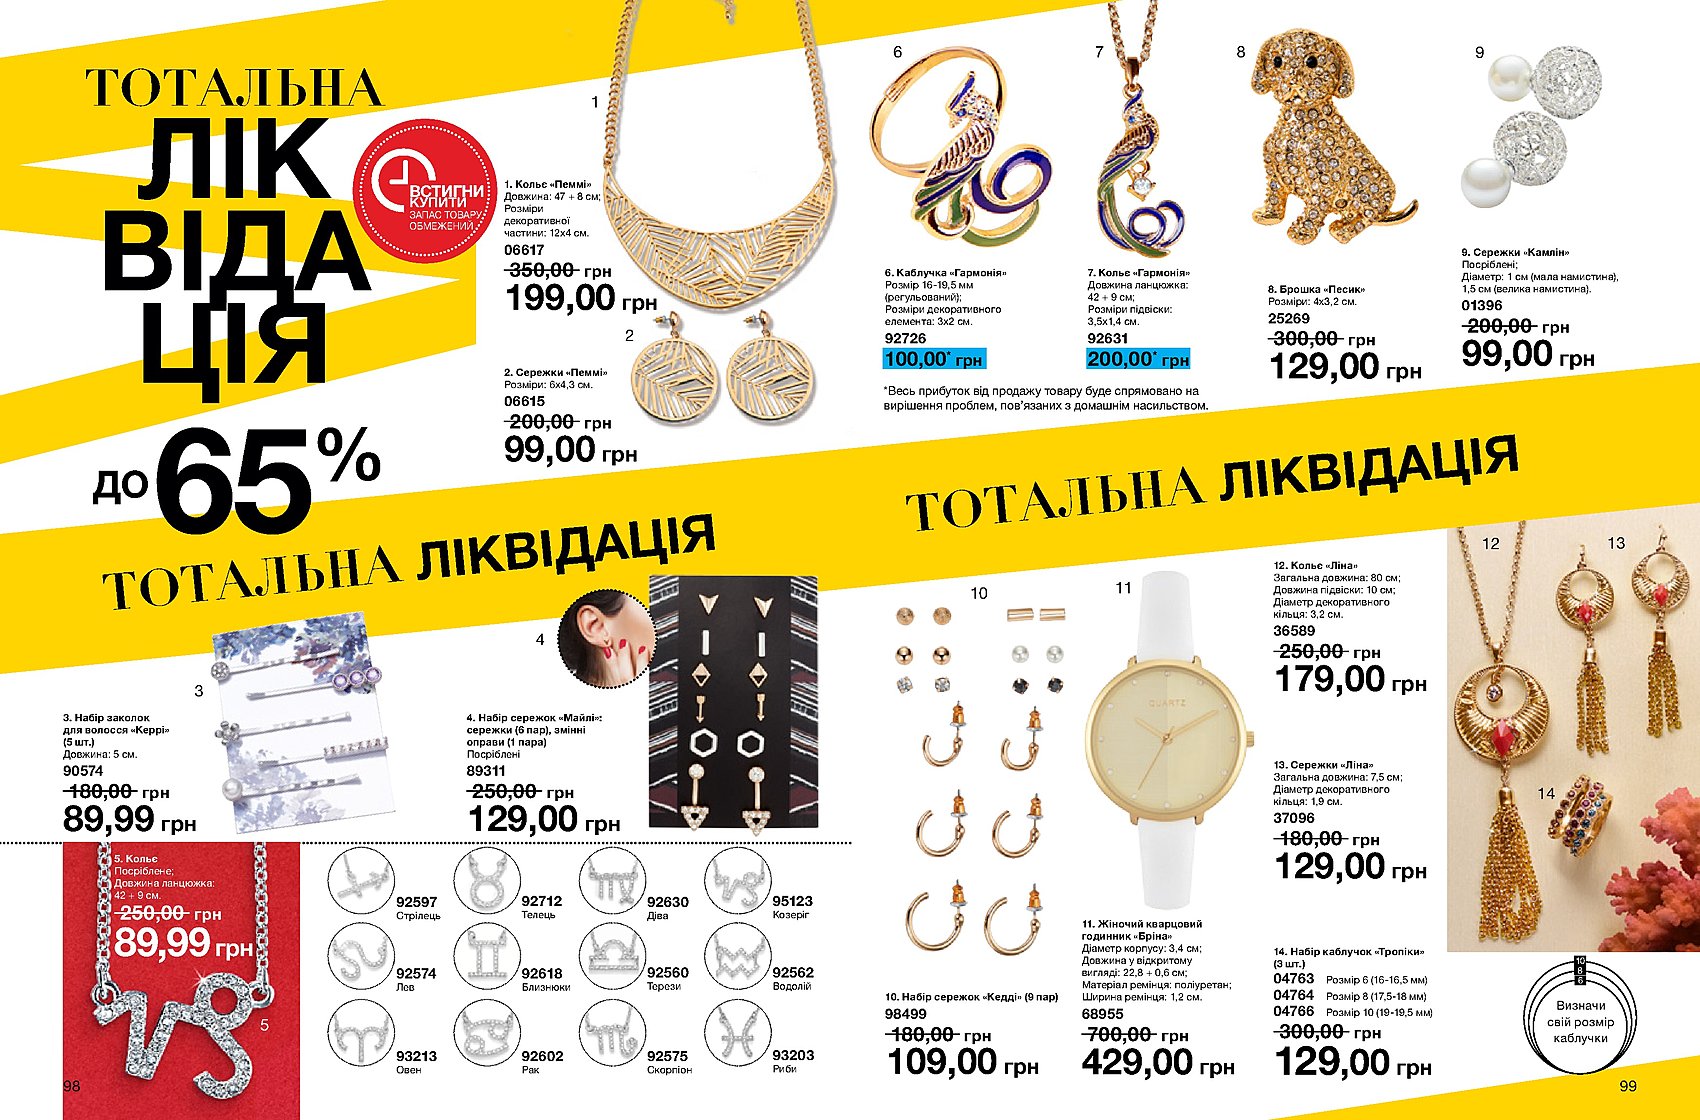 ТОТАЛЬНА
ЛІК
ВІДА
ЦІЯ
ДО 65%
ВСТИГНИ
КУПИТИ
ЗАПАС ТОВАРУ
ОБМЕЖЕНИЙ
ТОТАЛЬНА ЛІКВІДАЦІЯ
1
1. Кольє «Пеммі»
Довжина: 47 + 8 см;
Розміри
декоративної
частини: 12х4 см.
06617
350,00 грн
199,00 грн
2
2. Сережки «Пеммі»
Розміри: 6х4,3 см.
06615
200,00 грн
99,00 грн
3
3. Набір заколок
для волосся «Керрі»
(5 шт.)
Довжина: 5 см.
90574
180,00 грн
89,99 грн
4
4. Набір сережок «Майлі»:
сережки (6 пар), змінні
оправи (1 пара)
Посріблені
89311
250,00 грн
129,00 грн
5. Кольє
Посріблене;
Довжина ланцюжка:
42 + 9 см.
250,00 грн
89,99 грн
5
92597
Стрілець
92712
Телець
92630
Діва
95123
Козеріг
92574
Лев
92618
Близнюки
92560
Терези
92562
Водолій
93213
Овен
92602
Рак
92575
Скорпіон
93203
Риби
98
6
6. Каблучка «Гармонія»
Розмір 16-19,5 мм
(регульований);
Розміри декоративного
елемента: 3х2 см.
92726
100,00* грн
7
7. Кольє «Гармонія»
Довжина ланцюжка:
42 + 9 см;
Розміри підвіски:
3,5х1,4 см.
92631
200,00* грн
*Весь прибуток від продажу товару буде спрямовано на
вирішення проблем, пов’язаних з домашнім насильством.
8
8. Брошка «Песик»
Розміри: 4х3,2 см.
25269
300,00 грн
129,00 грн
9
9. Сережки «Камлін»
Посріблені;
Діаметр: 1 см (мала намистина),
1,5 см (велика намистина).
01396
200,00 грн
99,00 грн
ТОТАЛЬНА ЛІКВІДАЦІЯ
10
10. Набір сережок «Кедді» (9 пар)
98499
180,00 грн
109,00 грн
11
QUARTZ
11. Жіночий кварцовий
годинник «Бріна»
Діаметр корпусу: 3,4 см;
Довжина у відкритому
вигляді: 22,8 + 0,6 см;
Матеріал ремінця: поліуретан;
Ширина ремінця: 1,2 см.
68955
700,00 грн
429,00 грн
12. Кольє «Ліна»
Загальна довжина: 80 см;
Довжина підвіски: 10 см;
Діаметр декоративного
кільця: 3,2 см.
36589
250,00 грн
179,00 грн
13. Сережки «Ліна»
Загальна довжина: 7,5 см;
Діаметр декоративного
кільця: 1,9 см.
37096
180,00 грн
129,00 грн
14. Набір каблучок «Тропіки»
(3 шт.)
04763 Розмір 6 (16-16,5 мм)
04764 Розмір 8 (17,5-18 мм)
04766 Розмір 10 (19-19,5 мм)
300,00 грн
129,00 грн
12
13
14
10
8
6
Визначи
свій розмір
каблучки
99